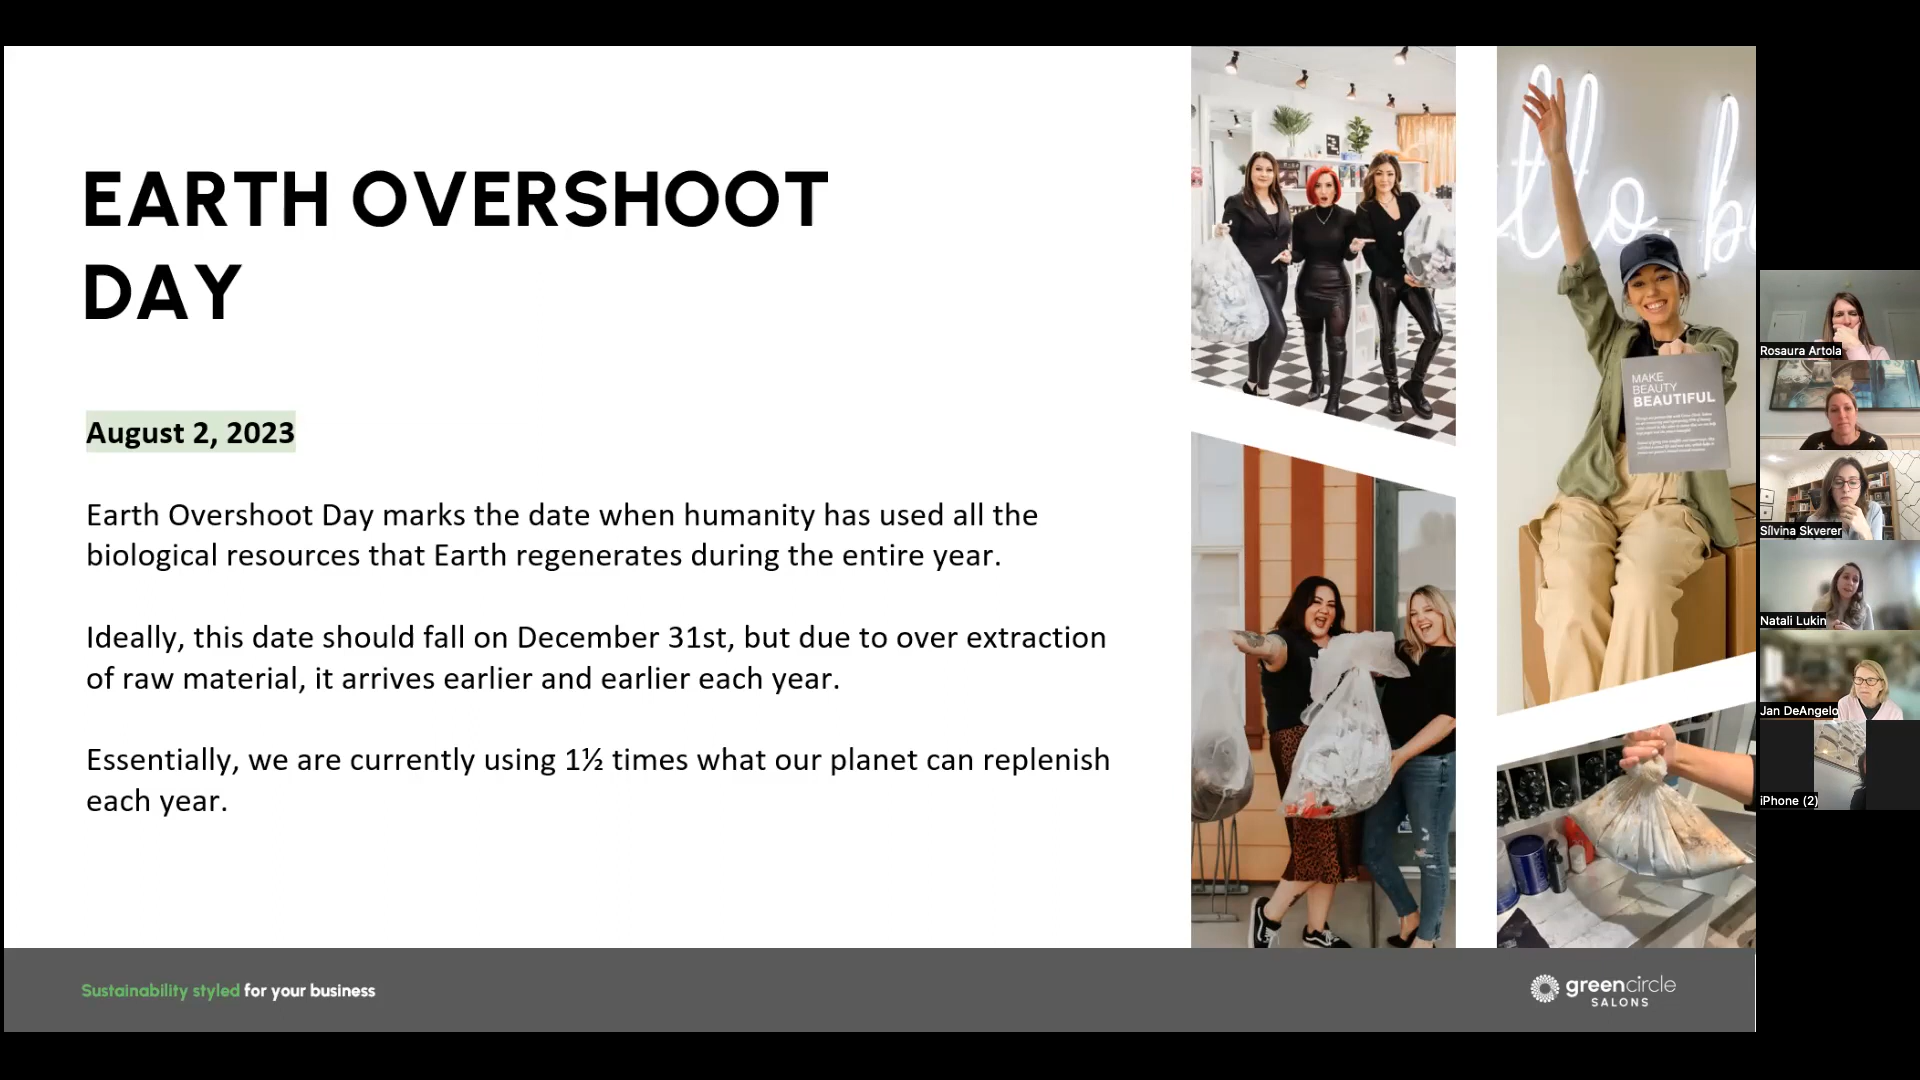 EARTH OVERSHOOT
DAY
August 2, 2023
Earth Overshoot Day marks the date when humanity has used all the
biological resources that Earth regenerates during the entire year.
Ideally, this date should fall on December 31st, but due to over extraction
of raw material, it arrives earlier and earlier each year.
Essentially, we are currently using 1½ times what our planet can replenish
each year.
Sustainability styled for your business
MAKE
BEAUTY
BEAUTIFUL
greencircle
SALONS
Rosaura Artola
Silvina Skverer
Natali Lukin
Jan DeAngelo
iPhone (2)